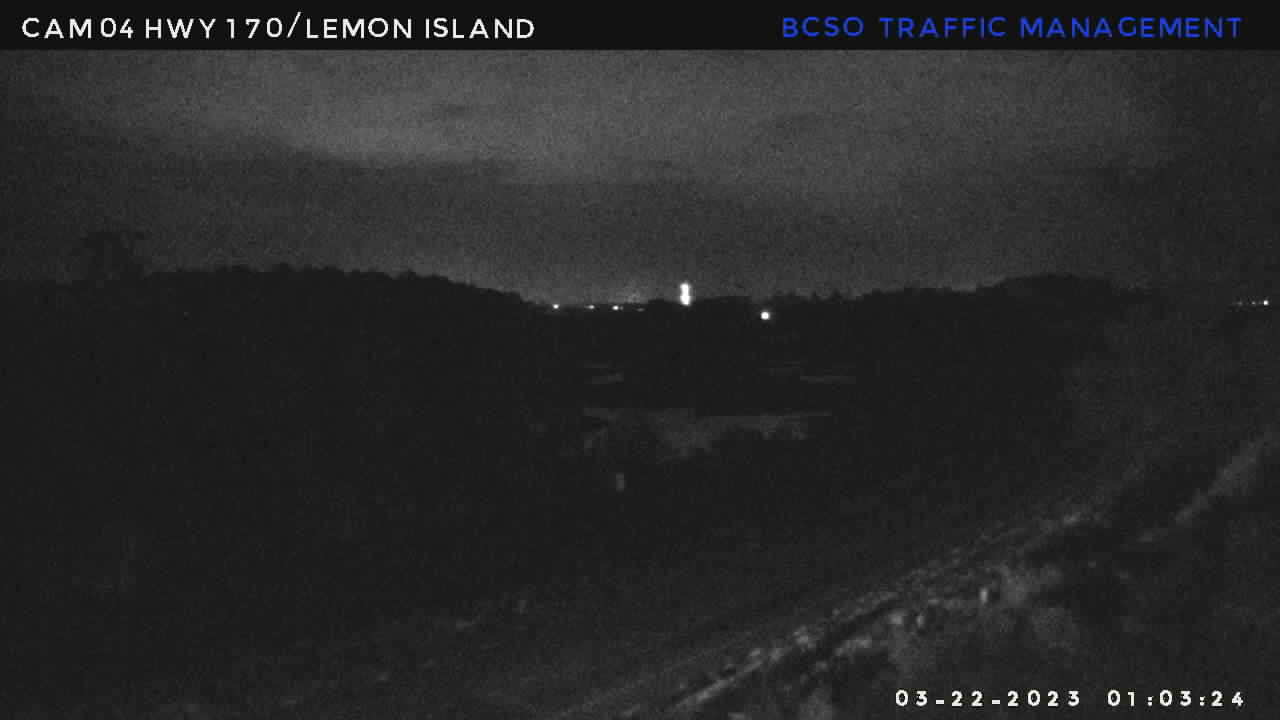 CAM 04 HWY 170/LEMON ISLAND
BCSO TRAFFIC MANAGEMENT
03-22-2023 01:03:24